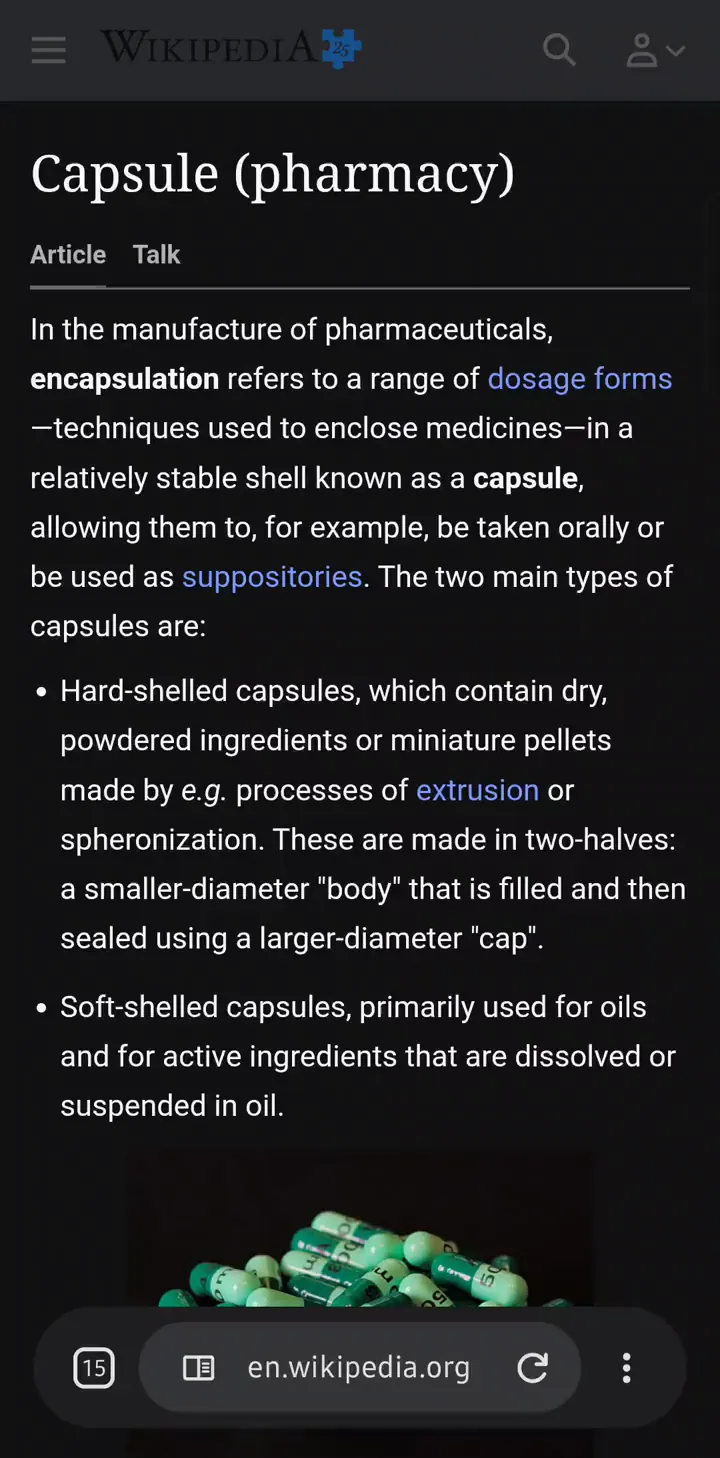 WIKIPEDIA 25
Capsule (pharmacy)
Article Talk
In the manufacture of pharmaceuticals,
encapsulation refers to a range of dosage forms
—techniques used to enclose medicines—in a
relatively stable shell known as a capsule,
allowing them to, for example, be taken orally or
be used as suppositories. The two main types of
capsules are:
• Hard-shelled capsules, which contain dry,
powdered ingredients or miniature pellets
made by e.g. processes of extrusion or
spheronization. These are made in two-halves:
a smaller-diameter "body" that is filled and then
sealed using a larger-diameter "cap".
• Soft-shelled capsules, primarily used for oils
and for active ingredients that are dissolved or
suspended in oil.
15 en.wikipedia.org